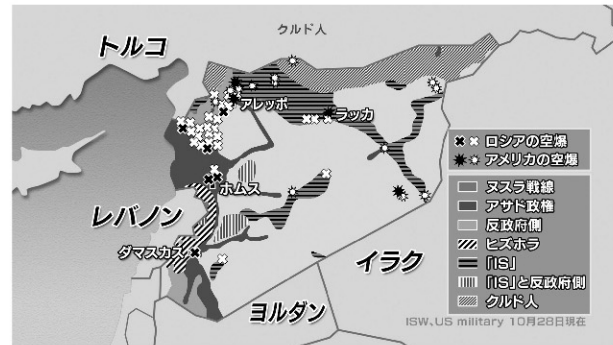 クルド人
トルコ
アレッポ
ラッカ
ホムス
レバノン
ダマスカス
イラク
ヨルダン
ロシアの空爆
アメリカの空爆
ヌスラ戦線
アサド政権
反政府側
ヒズホラ
「IS」
「IS」と反政府側
クルド人
ISW、US military 10月28日現在